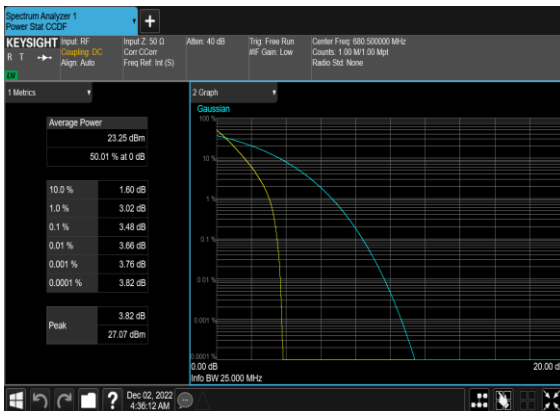 Spectrum Analyzer 1
Power Stat CCDF
KEYSIGHT
R T
LV
Input: RF
Coupling: DC
Align: Auto
Input Z: 50 Ω
Corr CCorr
Freq Ref: Int (S)
Atten: 40 dB
Trig: Free Run
#IF Gain: Low
Center Freq: 680.500000 MHz
Counts: 1.00 M/1.00 Mpt
Radio Std: None
1 Metrics
Average Power
23.25 dBm
50.01 % at 0 dB
10.0 % 1.60 dB
1.0 % 3.02 dB
0.1 % 3.48 dB
0.01 % 3.66 dB
0.001 % 3.76 dB
0.0001 % 3.82 dB
Peak
3.82 dB
27.07 dBm
2 Graph
Gaussian
100 %
10 %
1 %
0.1 %
0.01 %
0.001 %
0.0001 %
0.00 dB
20.00 d
Info BW 25.000 MHz
?
Dec 02, 2022
4:36:12 AM